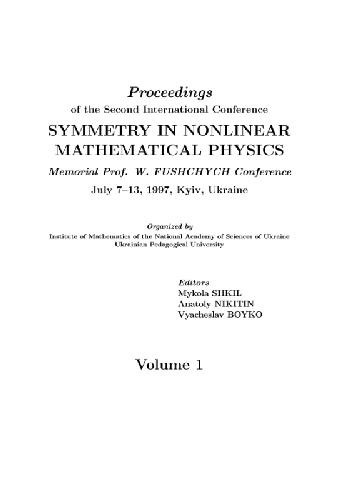 Proceedings
of the Second International Conference
SYMMETRY IN NONLINEAR
MATHEMATICAL PHYSICS
Memorial Prof. W. FUSHCHYCH Conference
July 7–13, 1997, Kyiv, Ukraine
Organized by
Institute of Mathematics of the National Academy of Sciences of Ukraine
Ukrainian Pedagogical University
Editors
Mykola SHKIL
Anatoly NIKITIN
Vyacheslav BOYKO
Volume 1